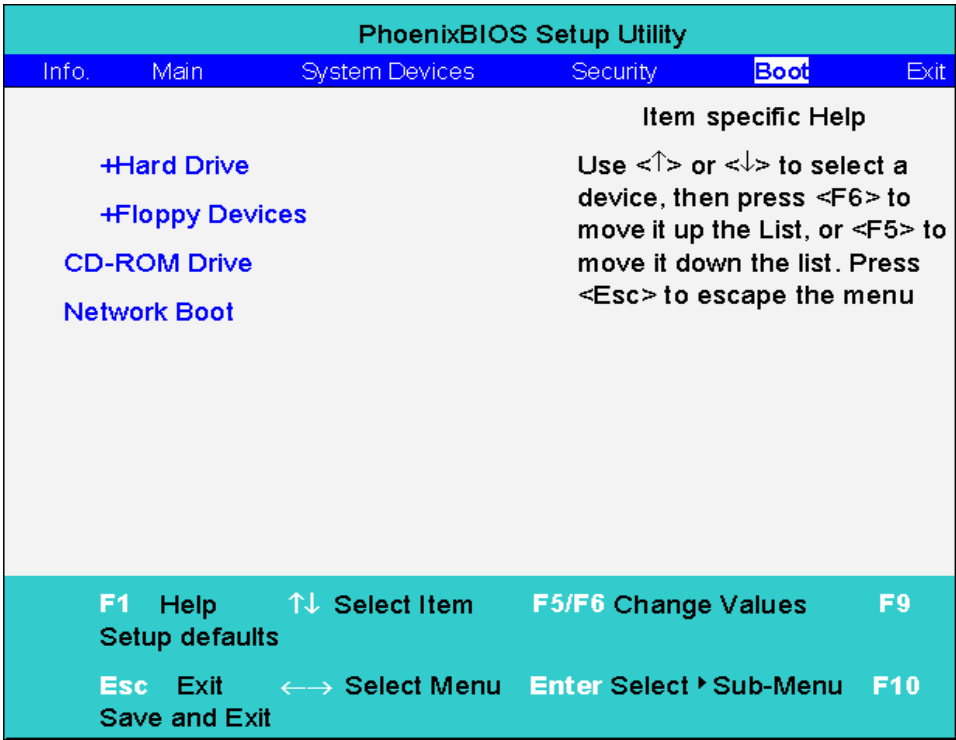 PhoenixBIOS Setup Utility
Info. Main System Devices Security Boot Exit
Item specific Help
+Hard Drive
+Floppy Devices
CD-ROM Drive
Network Boot
Use <↑> or <↓> to select a
device, then press <F6> to
move it up the List, or <F5> to
move it down the list. Press
<Esc> to escape the menu
F1 Help ↑↓ Select Item F5/F6 Change Values F9
Setup defaults
Esc Exit ←→ Select Menu Enter Select ▸ Sub-Menu F10
Save and Exit